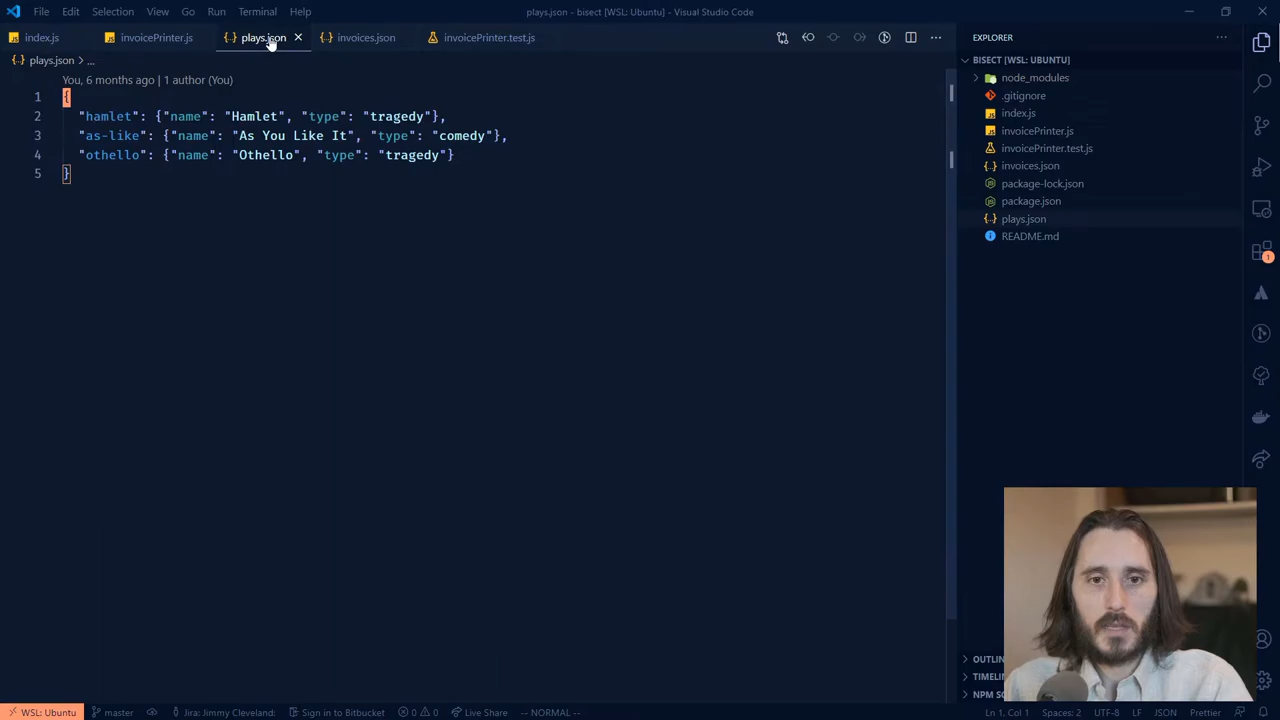 File Edit Selection View Go Run Terminal Help
plays.json - bisect [WSL: Ubuntu] - Visual Studio Code
index.js invoicePrinter.js plays.json invoices.json invoicePrinter.test.js
plays.json > ...
You, 6 months ago | 1 author (You)
1 {
2 "hamlet": {"name": "Hamlet", "type": "tragedy"},
3 "as-like": {"name": "As You Like It", "type": "comedy"},
4 "othello": {"name": "Othello", "type": "tragedy"}
5 }
EXPLORER
BISECT [WSL: UBUNTU]
node_modules
.gitignore
index.js
invoicePrinter.js
invoicePrinter.test.js
invoices.json
package-lock.json
package.json
plays.json
README.md
1
OUTLIN
TIMELIN
NPM SC
WSL: Ubuntu master Jira: Jimmy Cleveland: Sign in to Bitbucket 0 0 Live Share -- NORMAL -- Ln 1, Col 1 Spaces: 2 UTF-8 LF JSON Prettier